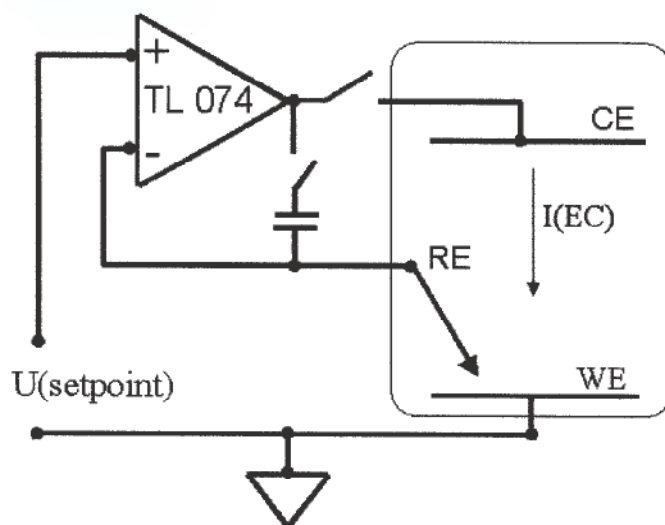 +
TL 074
-
CE
I(EC)
RE
U(setpoint)
WE